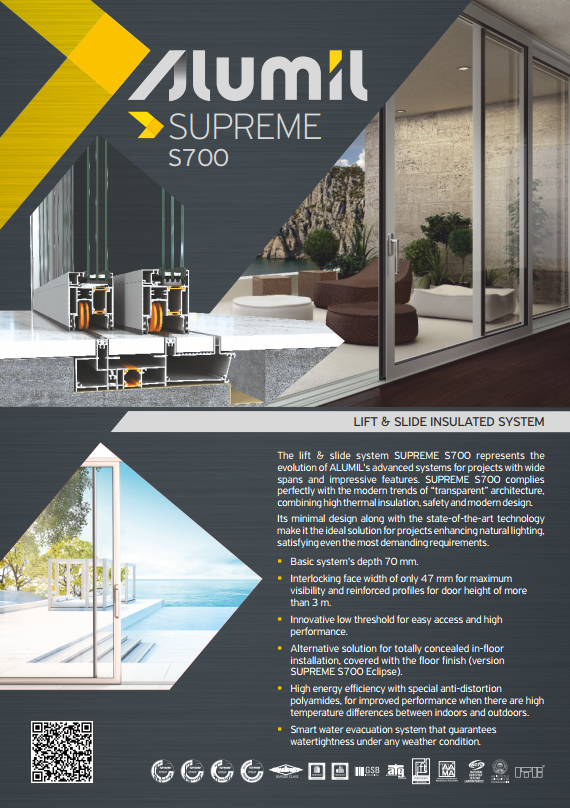 ALUMIL
SUPREME
S700
LIFT & SLIDE INSULATED SYSTEM
The lift & slide system SUPREME S700 represents the
evolution of ALUMIL's advanced systems for projects with wide
spans and impressive features. SUPREME S700 complies
perfectly with the modern trends of "transparent" architecture,
combining high thermal insulation, safety and modern design.
Its minimal design along with the state-of-the-art technology
make it the ideal solution for projects enhancing natural lighting,
satisfying even the most demanding requirements.
Basic system's depth 70 mm.
Interlocking face width of only 47 mm for maximum
visibility and reinforced profiles for door height of more
than 3 m.
Innovative low threshold for easy access and high
performance.
Alternative solution for totally concealed in-floor
installation, covered with the floor finish (version
SUPREME S700 Eclipse).
High energy efficiency with special anti-distortion
polyamides, for improved performance when there are high
temperature differences between indoors and outdoors.
Smart water evacuation system that guarantees
watertightness under any weather condition.
GSB
ift